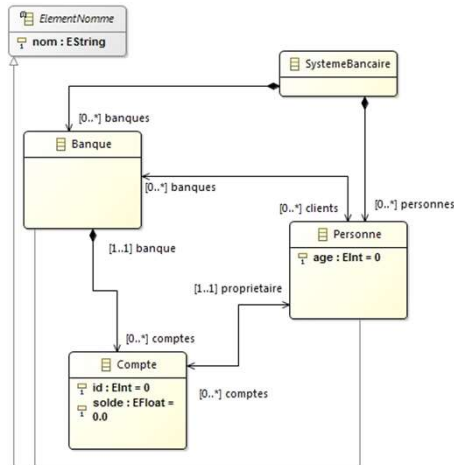 ElementNomme
nom : EString
SystemeBancaire
[0..*] banques
Banque
[0..*] banques
[0..*] clients
[0..*] personnes
[1..1] banque
Personne
age : EInt = 0
[1..1] proprietaire
[0..*] comptes
Compte
id : EInt = 0
solde : EFloat =
0.0
[0..*] comptes